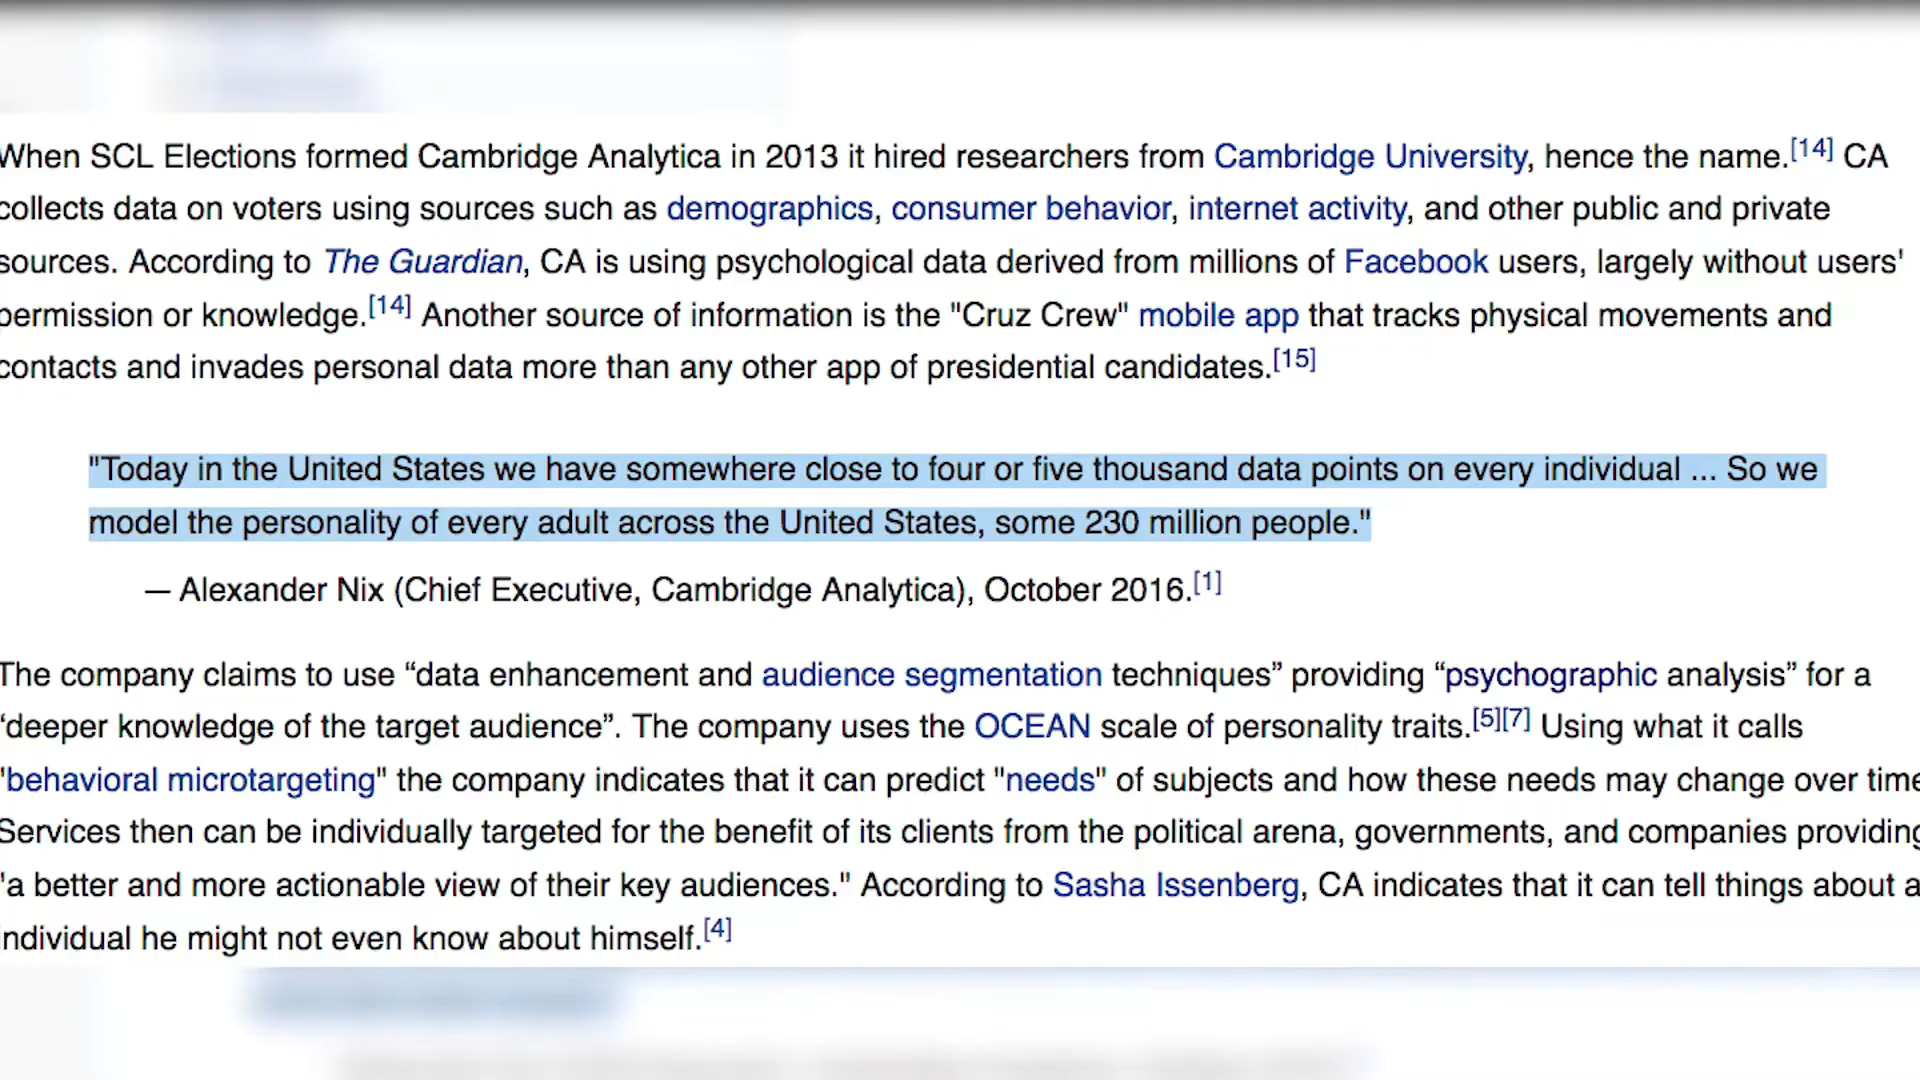 When SCL Elections formed Cambridge Analytica in 2013 it hired researchers from Cambridge University, hence the name.[14] CA
collects data on voters using sources such as demographics, consumer behavior, internet activity, and other public and private
sources. According to The Guardian, CA is using psychological data derived from millions of Facebook users, largely without users'
permission or knowledge.[14] Another source of information is the "Cruz Crew" mobile app that tracks physical movements and
contacts and invades personal data more than any other app of presidential candidates.[15]
"Today in the United States we have somewhere close to four or five thousand data points on every individual ... So we
model the personality of every adult across the United States, some 230 million people."
— Alexander Nix (Chief Executive, Cambridge Analytica), October 2016.[1]
The company claims to use “data enhancement and audience segmentation techniques” providing “psychographic analysis” for a
“deeper knowledge of the target audience”. The company uses the OCEAN scale of personality traits.[5][7] Using what it calls
"behavioral microtargeting" the company indicates that it can predict "needs" of subjects and how these needs may change over time
Services then can be individually targeted for the benefit of its clients from the political arena, governments, and companies providing
"a better and more actionable view of their key audiences." According to Sasha Issenberg, CA indicates that it can tell things about a
individual he might not even know about himself.[4]